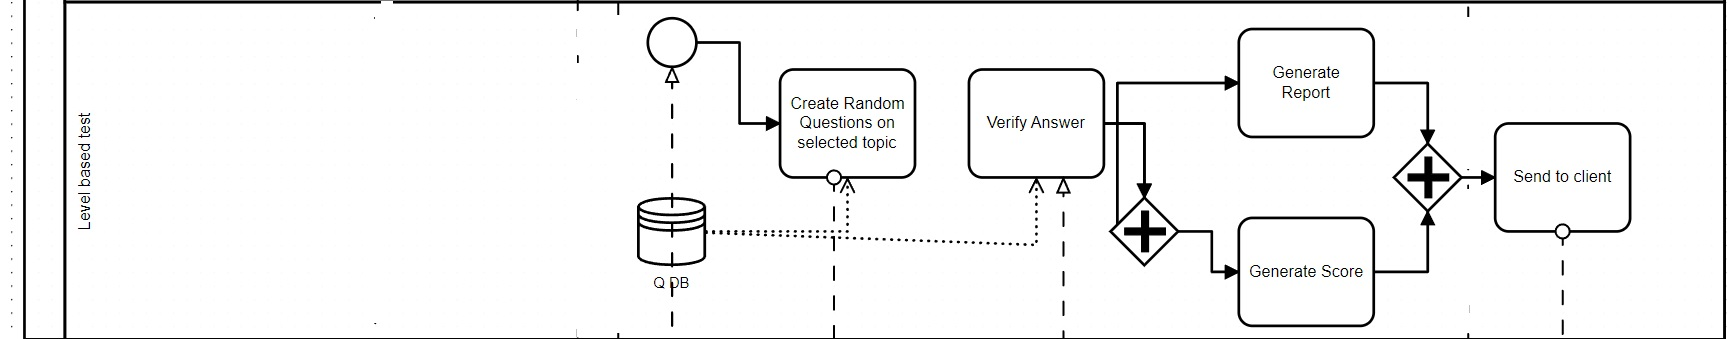 Level based test
Create Random
Questions on
selected topic
Verify Answer
Generate
Report
Send to client
Generate Score
Q DB